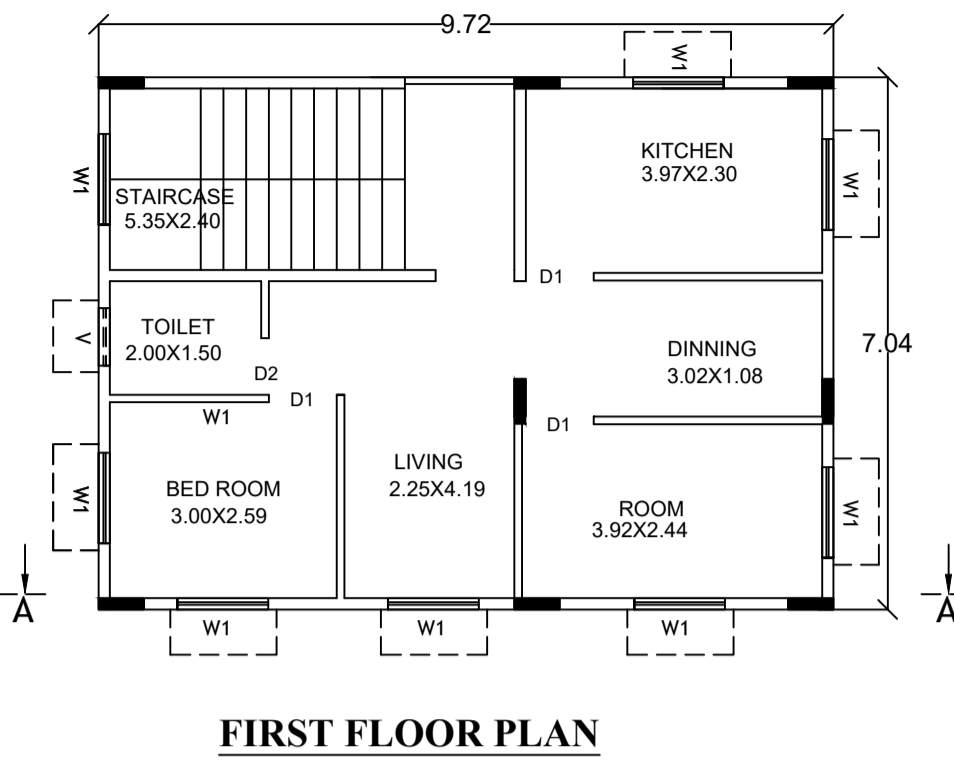 9.72
W1
KITCHEN
3.97X2.30
W1
W1
STAIRCASE
5.35X2.40
D1
TOILET
2.00X1.50
V
DINNING
3.02X1.08
7.04
D2
D1
W1
D1
LIVING
2.25X4.19
BED ROOM
3.00X2.59
W1
ROOM
3.92X2.44
W1
A
A
W1
W1
W1
FIRST FLOOR PLAN